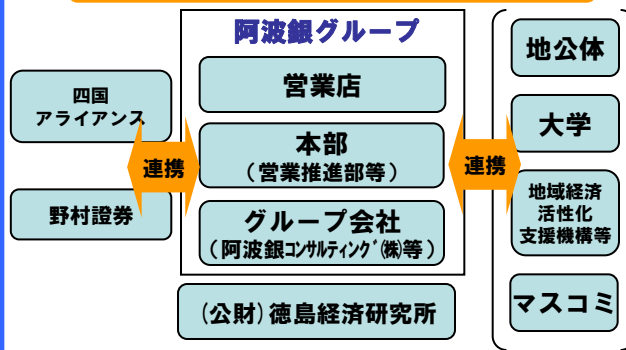 阿波銀グループ
四国
アライアンス
野村證券
連携
営業店
本部
（営業推進部等）
グループ会社
（阿波銀ｺﾝｻﾙﾃｨﾝｸﾞ㈱等）
(公財)徳島経済研究所
連携
地公体
大学
地域経済
活性化
支援機構等
マスコミ